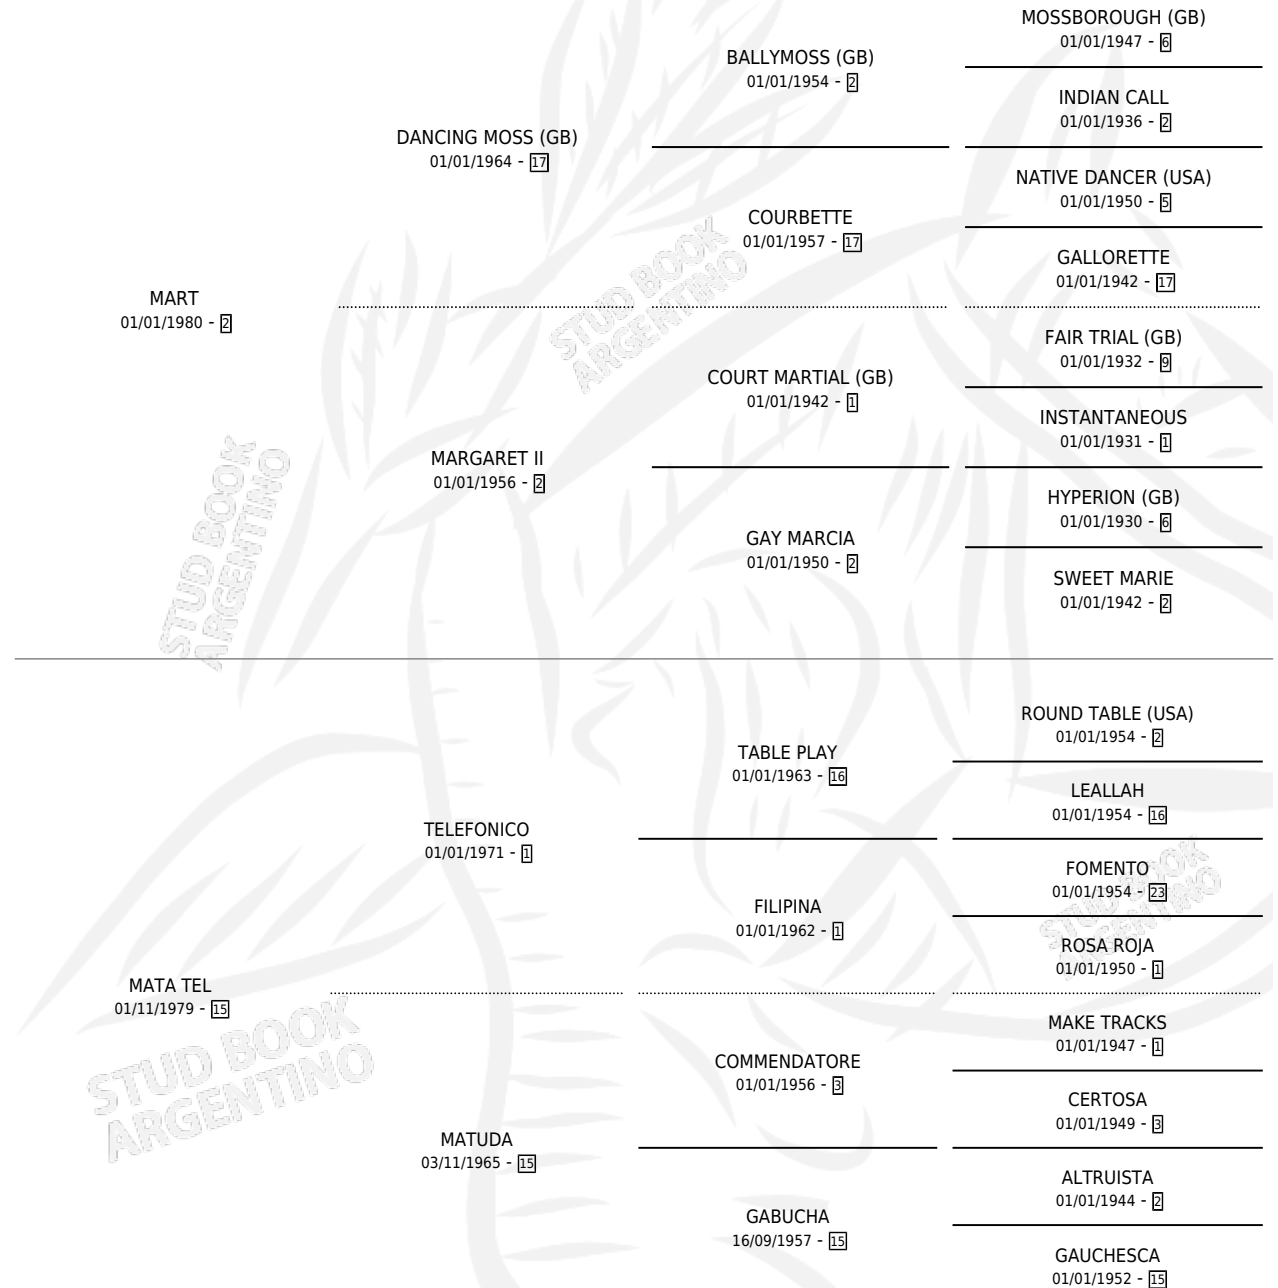 MOSSBOROUGH (GB)
01/01/1947 - 6
BALLYMOSS (GB)
01/01/1954 - 2
INDIAN CALL
01/01/1936 - 2
DANCING MOSS (GB)
01/01/1964 - 17
NATIVE DANCER (USA)
01/01/1950 - 5
COURBETTE
01/01/1957 - 17
GALLORETTE
01/01/1942 - 17
MART
01/01/1980 - 2
STUD BOOK
ARGENTINO
FAIR TRIAL (GB)
01/01/1932 - 9
COURT MARTIAL (GB)
01/01/1942 - 1
INSTANTANEOUS
01/01/1931 - 1
MARGARET II
01/01/1956 - 2
HYPERION (GB)
01/01/1930 - 6
GAY MARCIA
01/01/1950 - 2
SWEET MARIE
01/01/1942 - 2
STUD BOOK
ARGENTINO
ROUND TABLE (USA)
01/01/1954 - 2
TABLE PLAY
01/01/1963 - 16
LEALLAH
01/01/1954 - 16
TELEFONICO
01/01/1971 - 1
FOMENTO
01/01/1954 - 23
FILIPINA
01/01/1962 - 1
ROSA ROJA
01/01/1950 - 1
STUD BOOK
ARGENTINO
MATA TEL
01/11/1979 - 15
STUD BOOK
ARGENTINO
MAKE TRACKS
01/01/1947 - 1
COMMENDATORE
01/01/1956 - 3
CERTOSA
01/01/1949 - 3
MATUDA
03/11/1965 - 15
ALTRUISTA
01/01/1944 - 2
GABUCHA
16/09/1957 - 15
GAUCHESCA
01/01/1952 - 15